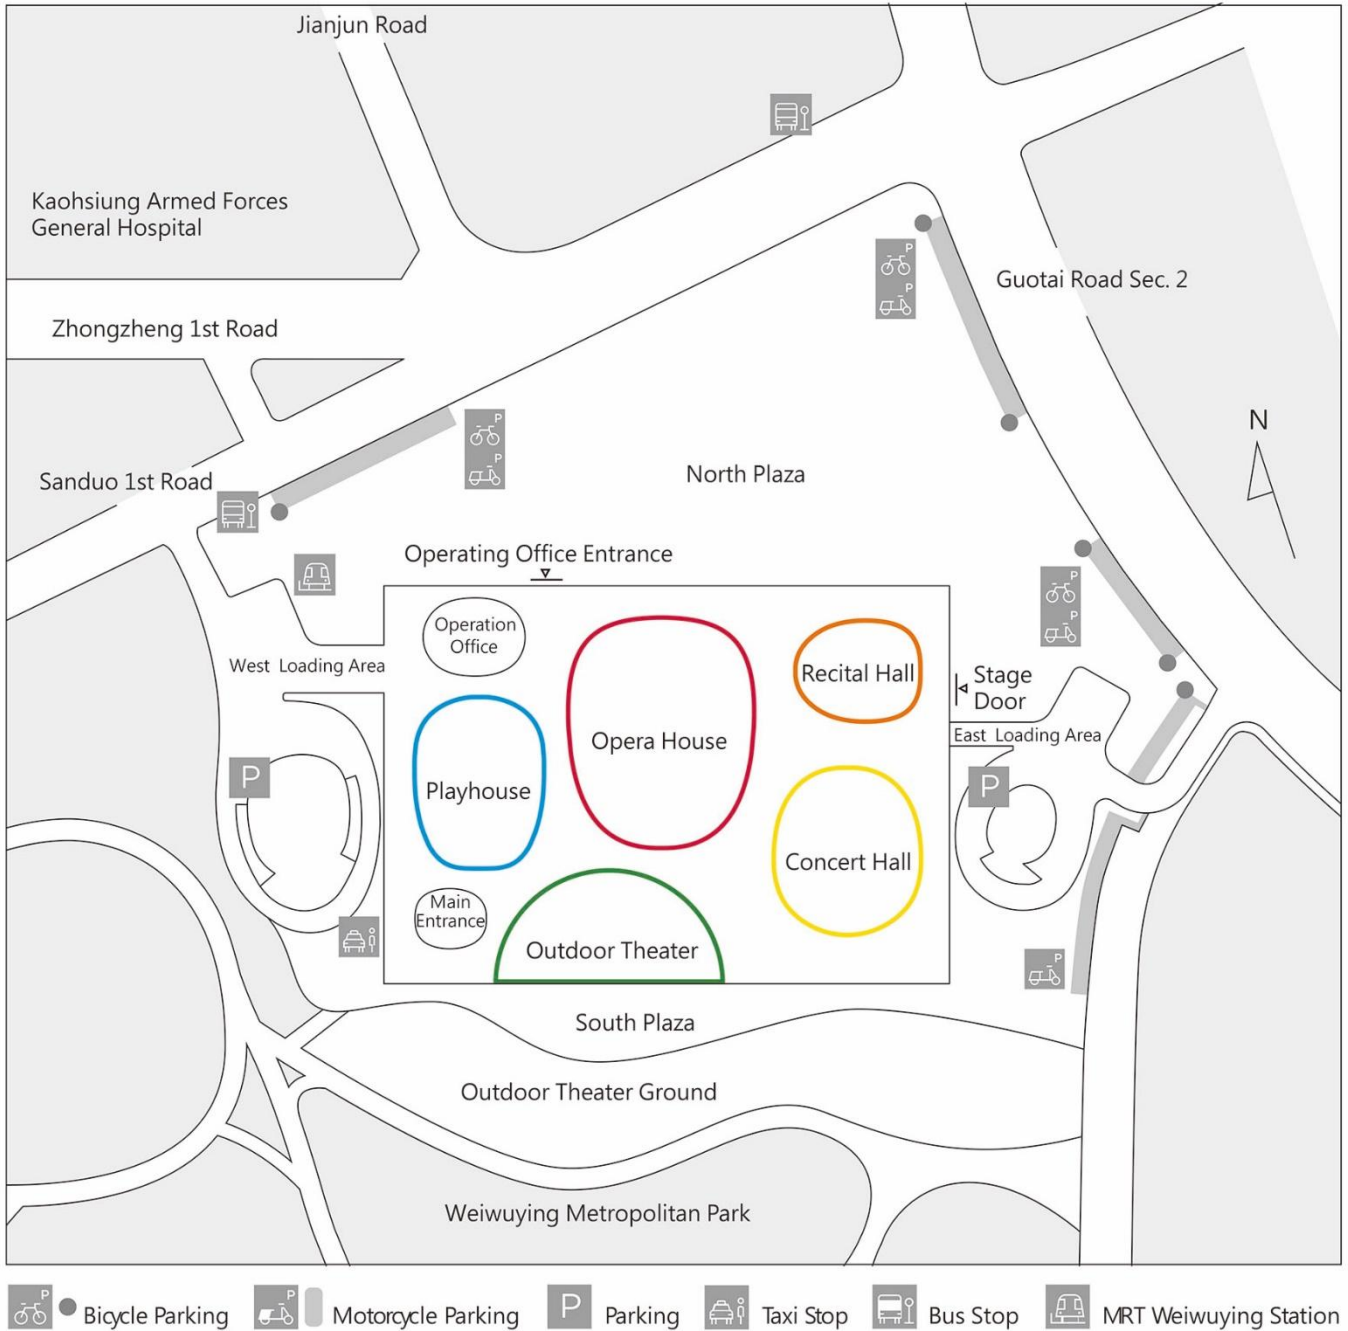 Jianjun Road
Kaohsiung Armed Forces
General Hospital
Guotai Road Sec. 2
Zhongzheng 1st Road
N
Sanduo 1st Road
North Plaza
Operating Office Entrance
Operation
Office
West Loading Area
Opera House
Recital Hall
Stage
Door
East Loading Area
Playhouse
P
P
Concert Hall
Main
Entrance
Outdoor Theater
South Plaza
Outdoor Theater Ground
Weiwuying Metropolitan Park
P
P
P
P
P
P
P
P Bicycle Parking
P Motorcycle Parking
P Parking
Taxi Stop
Bus Stop
MRT Weiwuying Station